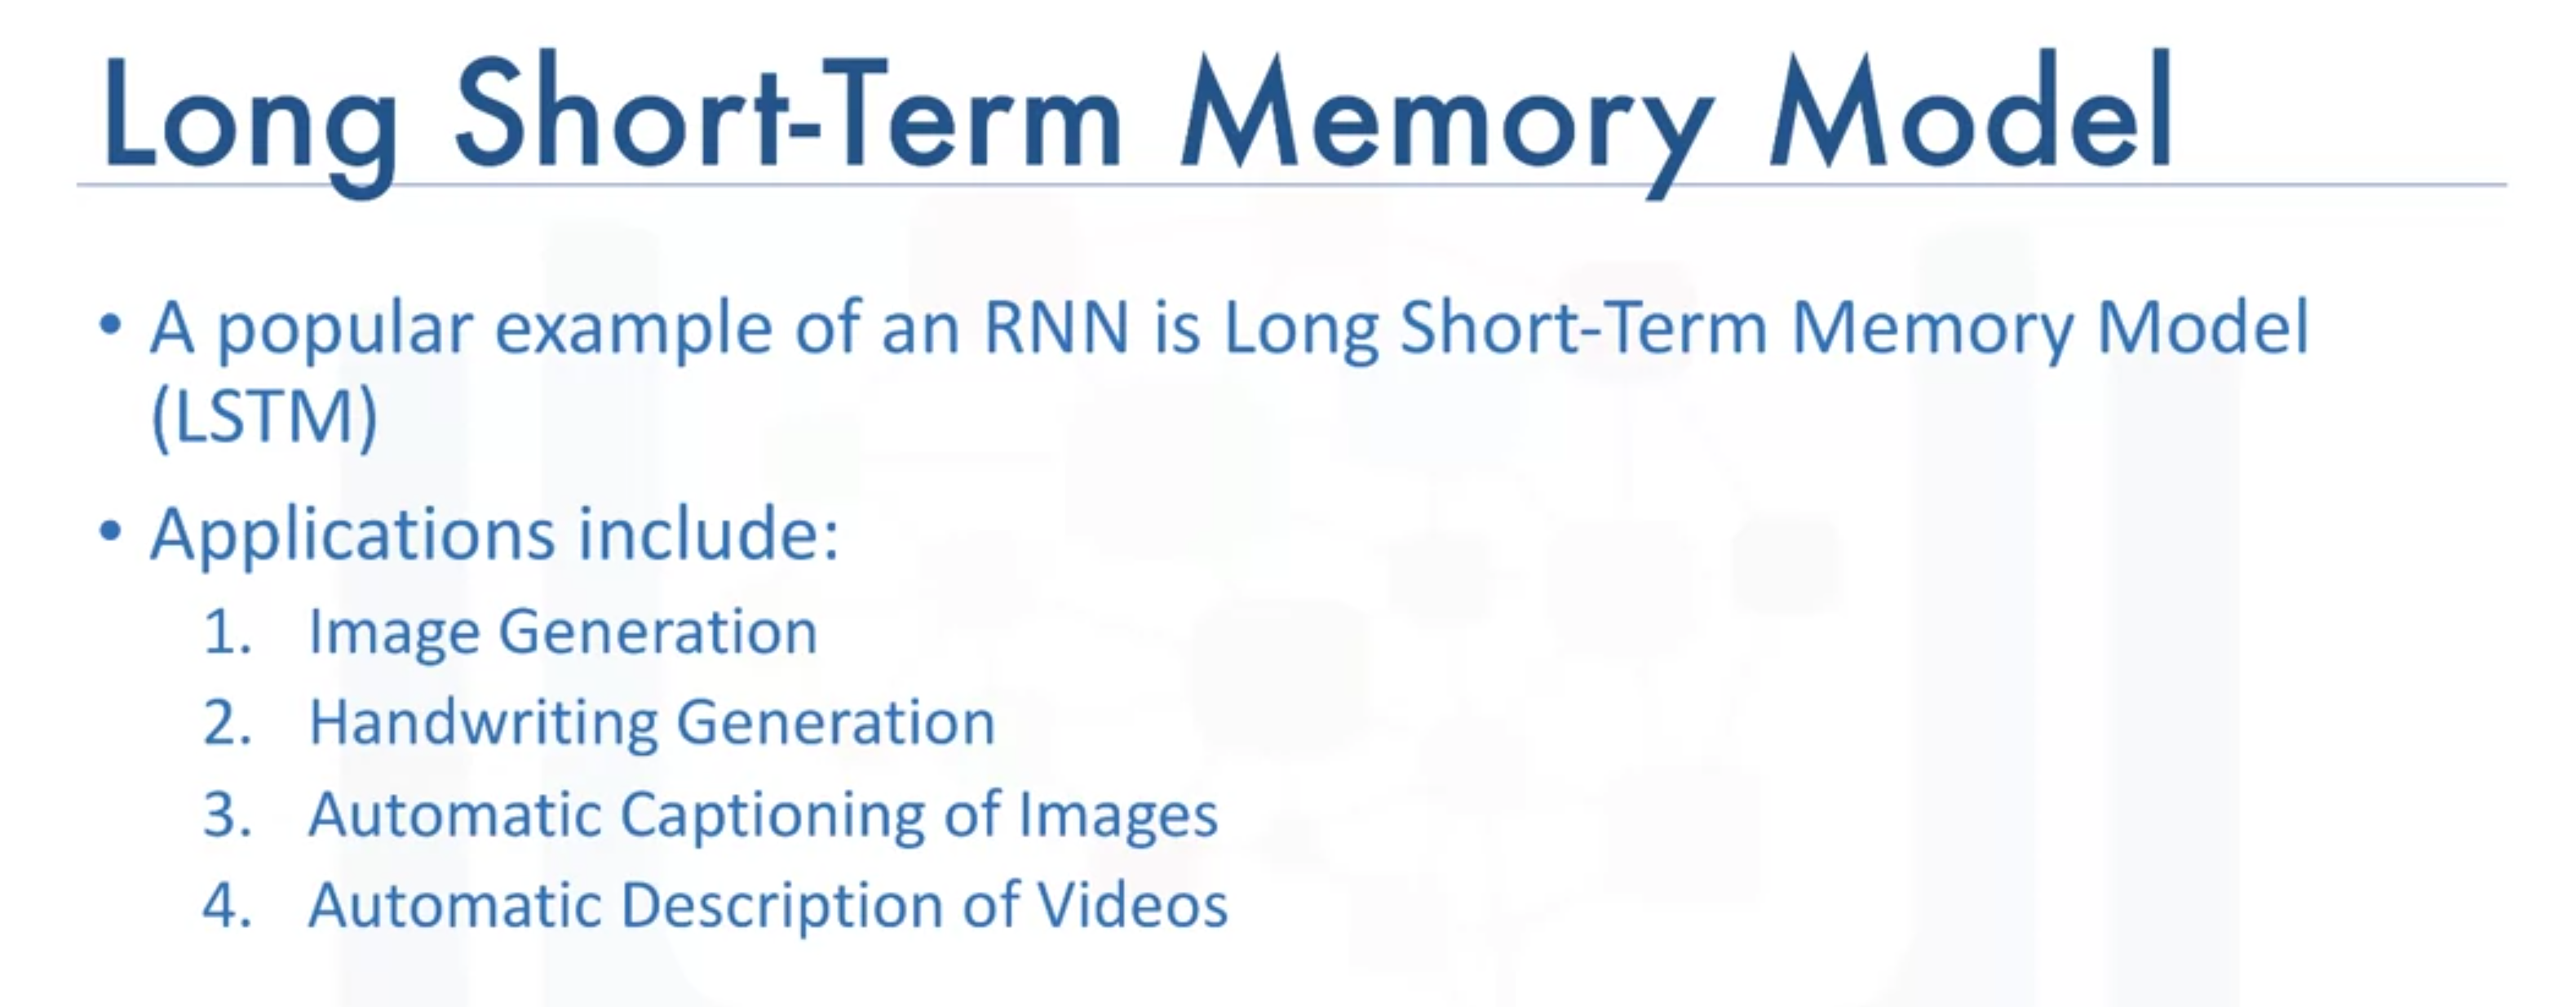 Long Short-Term Memory Model
• A popular example of an RNN is Long Short-Term Memory Model
(LSTM)
• Applications include:
1. Image Generation
2. Handwriting Generation
3. Automatic Captioning of Images
4. Automatic Description of Videos